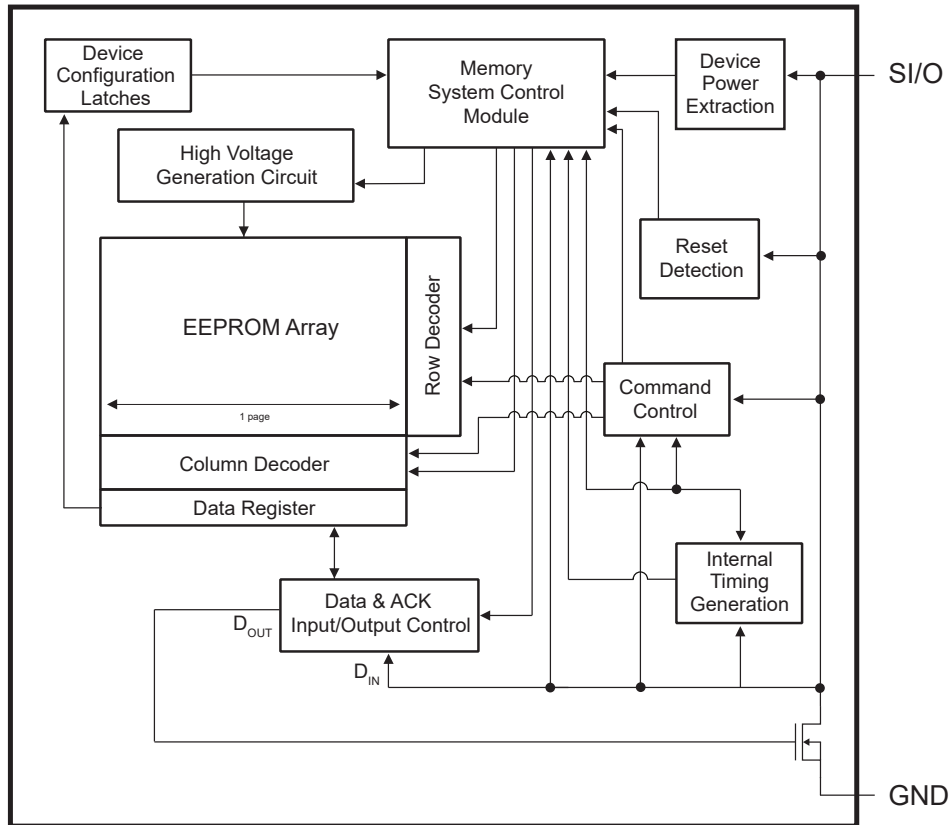 Device
Configuration
Latches
Memory
System Control
Module
Device
Power
Extraction
SI/O
High Voltage
Generation Circuit
Reset
Detection
EEPROM Array
Row Decoder
1 page
Command
Control
Column Decoder
Data Register
Internal
Timing
Generation
Data & ACK
Input/Output Control
DOUT
DIN
GND